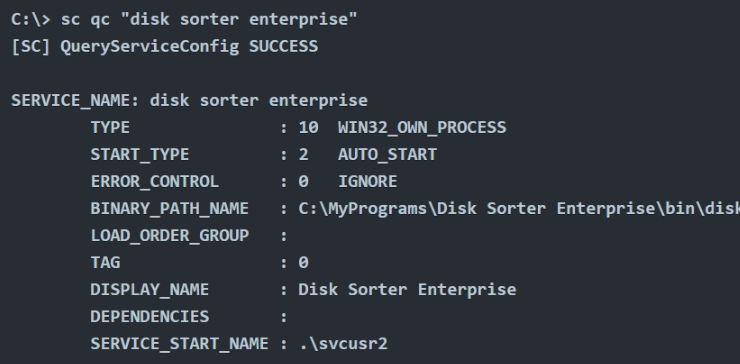 C:\> sc qc "disk sorter enterprise"
[SC] QueryServiceConfig SUCCESS

SERVICE_NAME: disk sorter enterprise
        TYPE               : 10  WIN32_OWN_PROCESS
        START_TYPE         : 2   AUTO_START
        ERROR_CONTROL      : 0   IGNORE
        BINARY_PATH_NAME   : C:\MyPrograms\Disk Sorter Enterprise\bin\disk
        LOAD_ORDER_GROUP   :
        TAG                : 0
        DISPLAY_NAME       : Disk Sorter Enterprise
        DEPENDENCIES       :
        SERVICE_START_NAME : .\svcusr2